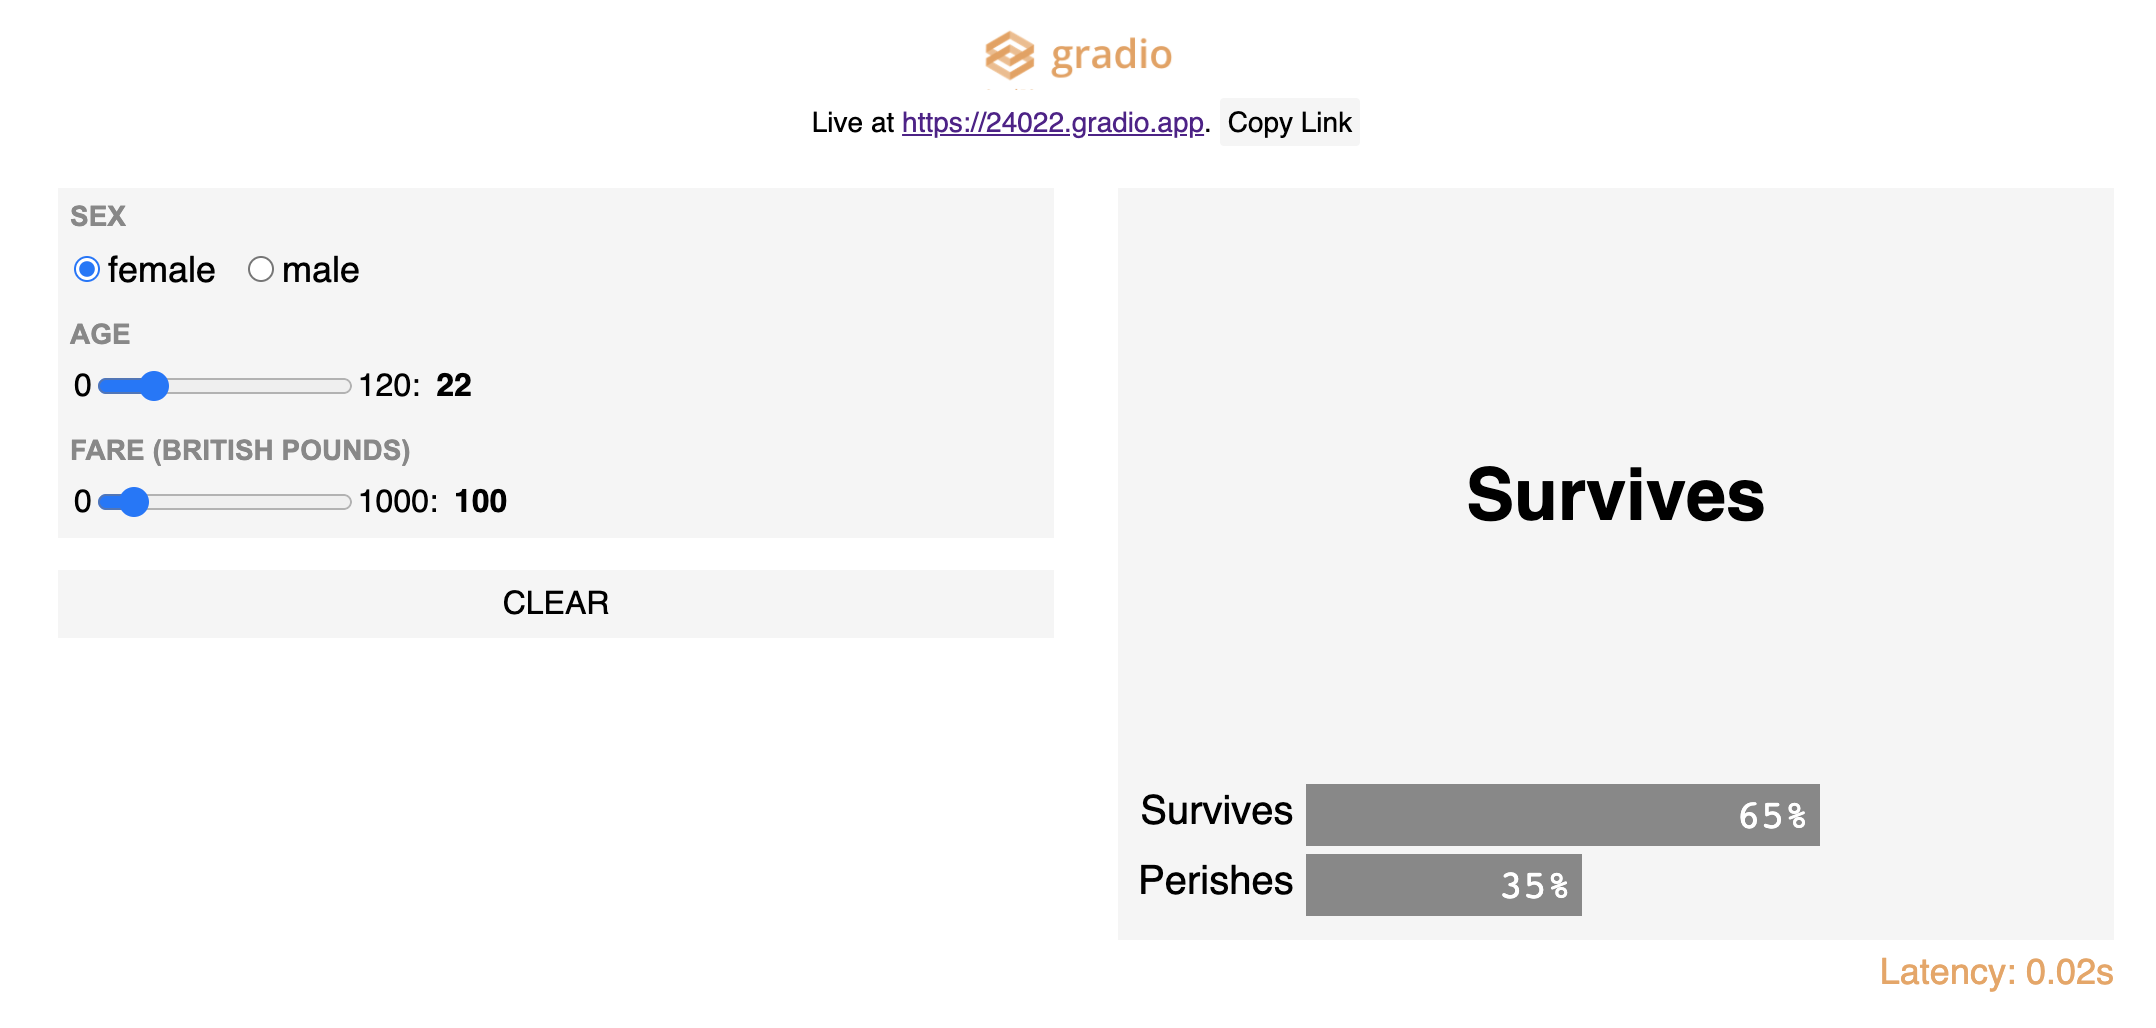 gradio
Live at https://24022.gradio.app. Copy Link
SEX
female male
AGE
0 120: 22
FARE (BRITISH POUNDS)
0 1000: 100
CLEAR
Survives
Survives 65%
Perishes 35%
Latency: 0.02s